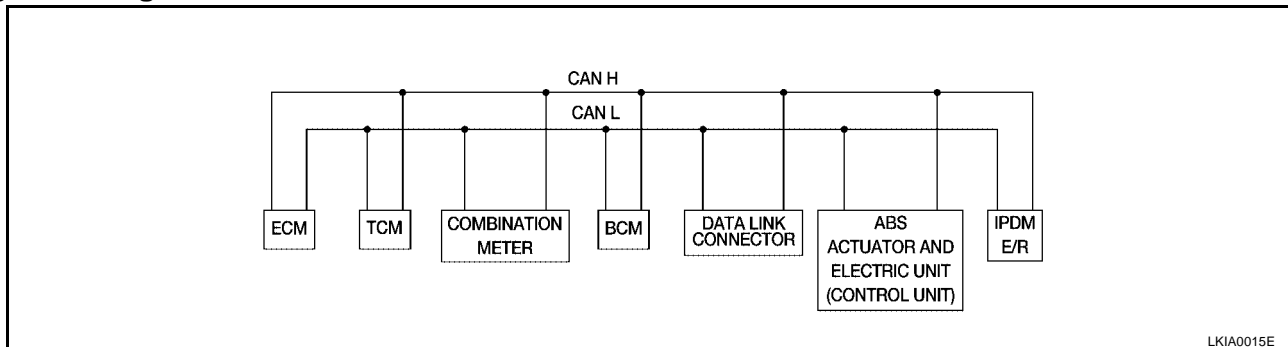 CAN H
CAN L
ECM
TCM
COMBINATION
METER
BCM
DATA LINK
CONNECTOR
ABS
ACTUATOR AND
ELECTRIC UNIT
(CONTROL UNIT)
IPDM
E/R
LKIA0015E